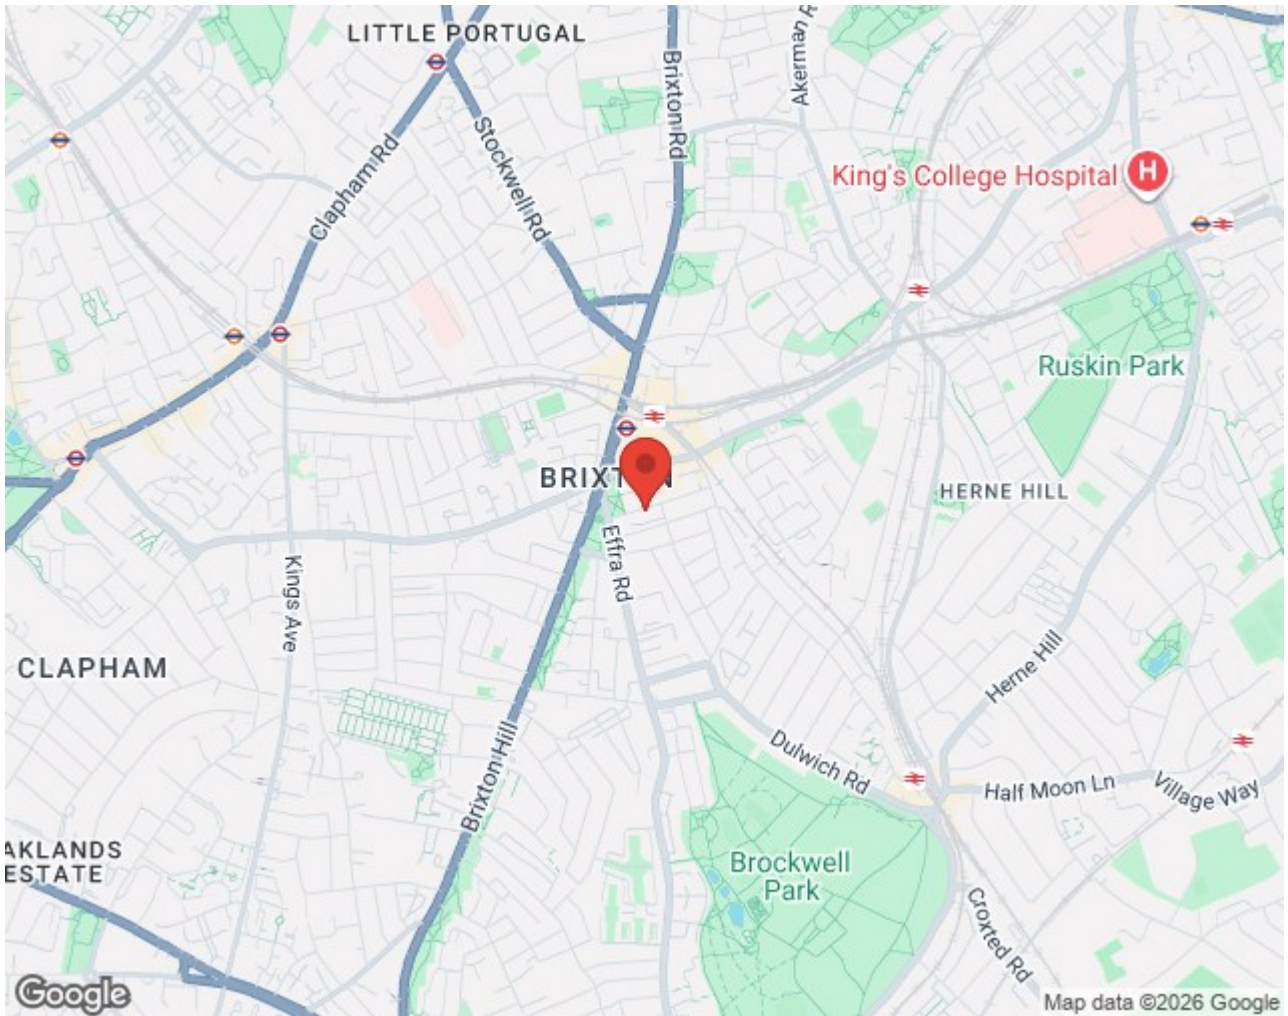 LITTLE PORTUGAL
Brixton Rd
Akerman R
Clapham Rd
Stockwell Rd
King's College Hospital
H
Ruskin Park
BRIXT N
HERNE HILL
Effra Rd
Kings Ave
CLAPHAM
Herne Hill
Brixton Hill
Dulwich Rd
Half Moon Ln
Village Way
AKLANDS
ESTATE
Brockwell
Park
Croxted Rd
Google
Map data ©2026 Google